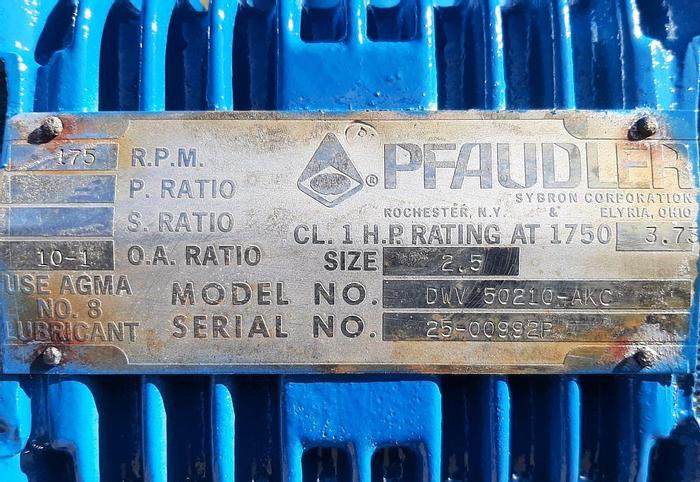 175 R.P.M.
® PFAUDLER
P. RATIO
SYBRON CORPORATION
S. RATIO
ROCHESTER, N.Y. & ELYRIA, OHIO
CL. 1 H.P. RATING AT 1750 3.73
10-1 O.A. RATIO
SIZE 2.5
USE AGMA
NO. 8
LUBRICANT
MODEL NO. DWV 50210-AKC
SERIAL NO. 25-00992P